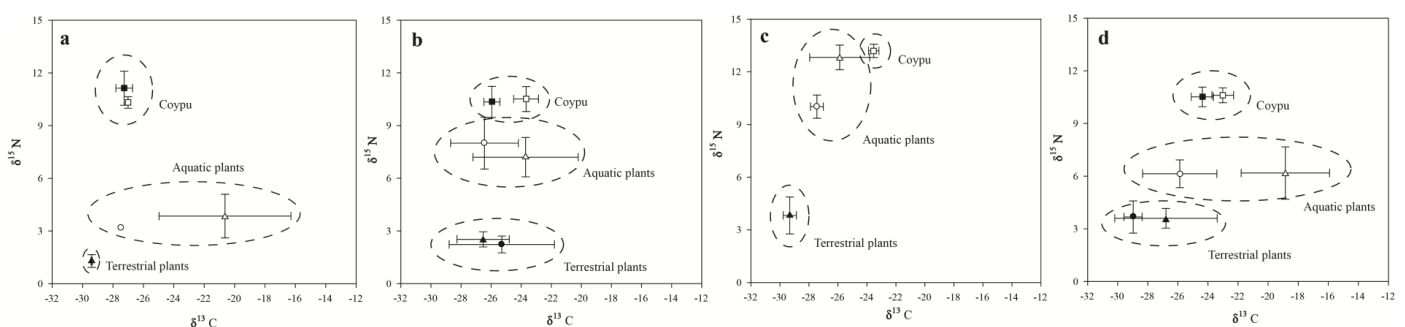 a
15
12
9
6
3
0
δ¹⁵ N
Coypu
Aquatic plants
Terrestrial plants
-32 -30 -28 -26 -24 -22 -20 -18 -16 -14 -12
δ¹³ C
b
15
12
9
6
3
0
δ¹⁵ N
Coypu
Aquatic plants
Terrestrial plants
-32 -30 -28 -26 -24 -22 -20 -18 -16 -14 -12
δ¹³ C
c
15
12
9
6
3
0
δ¹⁵ N
Coypu
Aquatic plants
Terrestrial plants
-32 -30 -28 -26 -24 -22 -20 -18 -16 -14 -12
δ¹³ C
d
15
12
9
6
3
0
δ¹⁵ N
Coypu
Aquatic plants
Terrestrial plants
-32 -30 -28 -26 -24 -22 -20 -18 -16 -14 -12
δ¹³ C